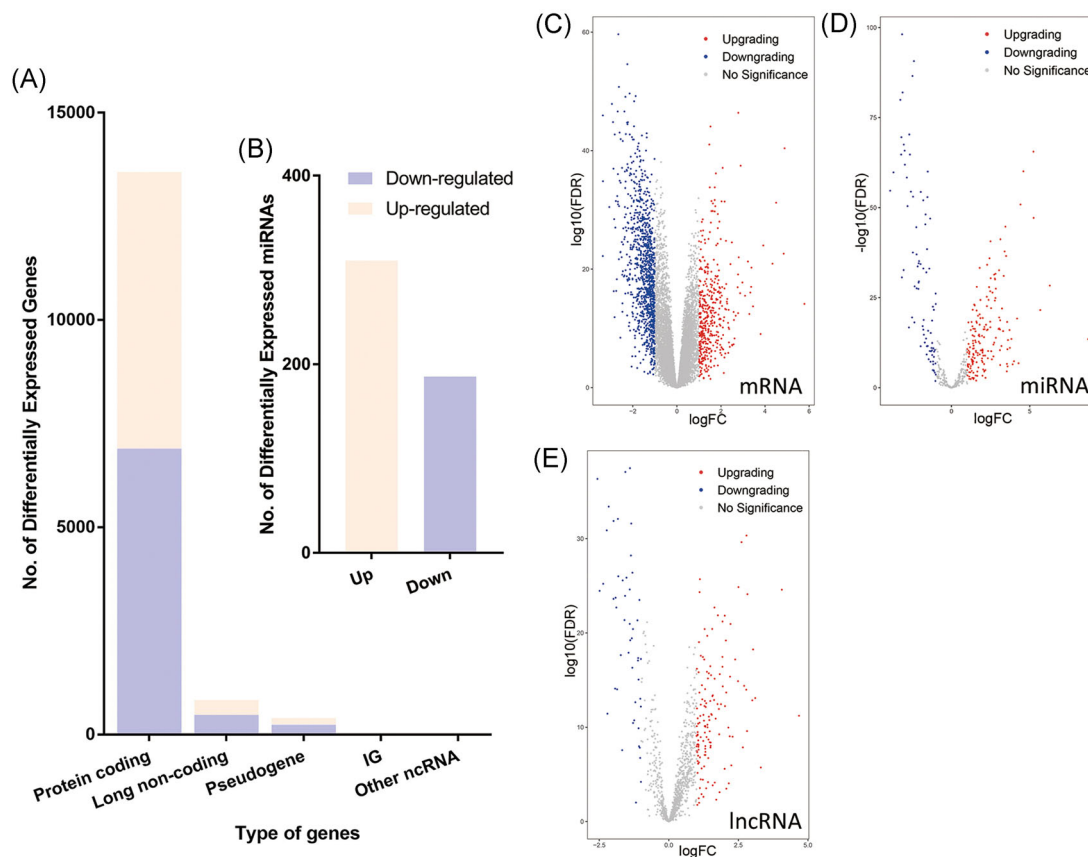 (A)
No. of Differentially Expressed Genes
15000
10000
5000
0
Protein coding
Long non-coding
Pseudogene
IG
Other ncRNA
Type of genes
(B)
No. of Differentially Expressed miRNAs
400
200
0
Down-regulated
Up-regulated
Up
Down
(C)
log10(FDR)
60
40
20
0
Upgrading
Downgrading
No Significance
mRNA
−2
0
2
4
6
logFC
(D)
-log10(FDR)
100
75
50
25
0
Upgrading
Downgrading
No Significance
miRNA
0
5
logFC
(E)
log10(FDR)
30
20
10
0
Upgrading
Downgrading
No Significance
lncRNA
−2.5
0.0
2.5
5.0
logFC